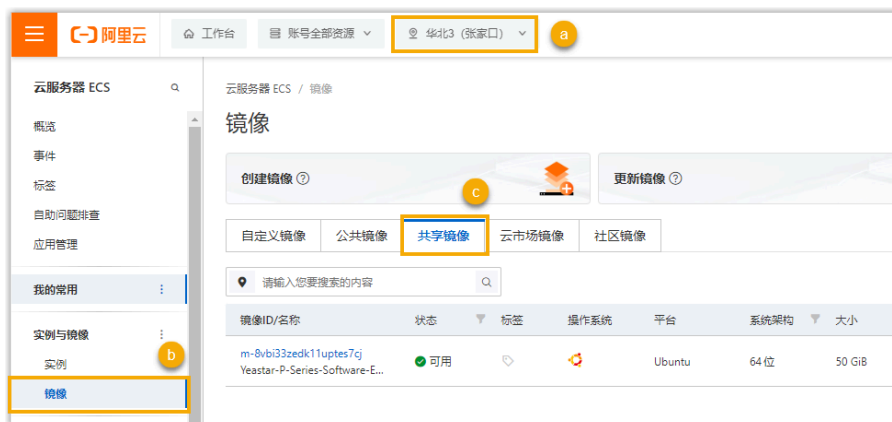 阿里云 工作台 账号全部资源 华北3（张家口） a
云服务器 ECS
概览
事件
标签
自助问题排查
应用管理
我的常用
实例与镜像
b
实例
镜像
云服务器 ECS / 镜像
镜像
创建镜像 更新镜像
c
自定义镜像 公共镜像 共享镜像 云市场镜像 社区镜像
请输入您要搜索的内容
镜像ID/名称 状态 标签 操作系统 平台 系统架构 大小
m-8vbi33zedk11uptes7cj 可用 Ubuntu 64位 50 GiB
Yeastar-P-Series-Software-E...